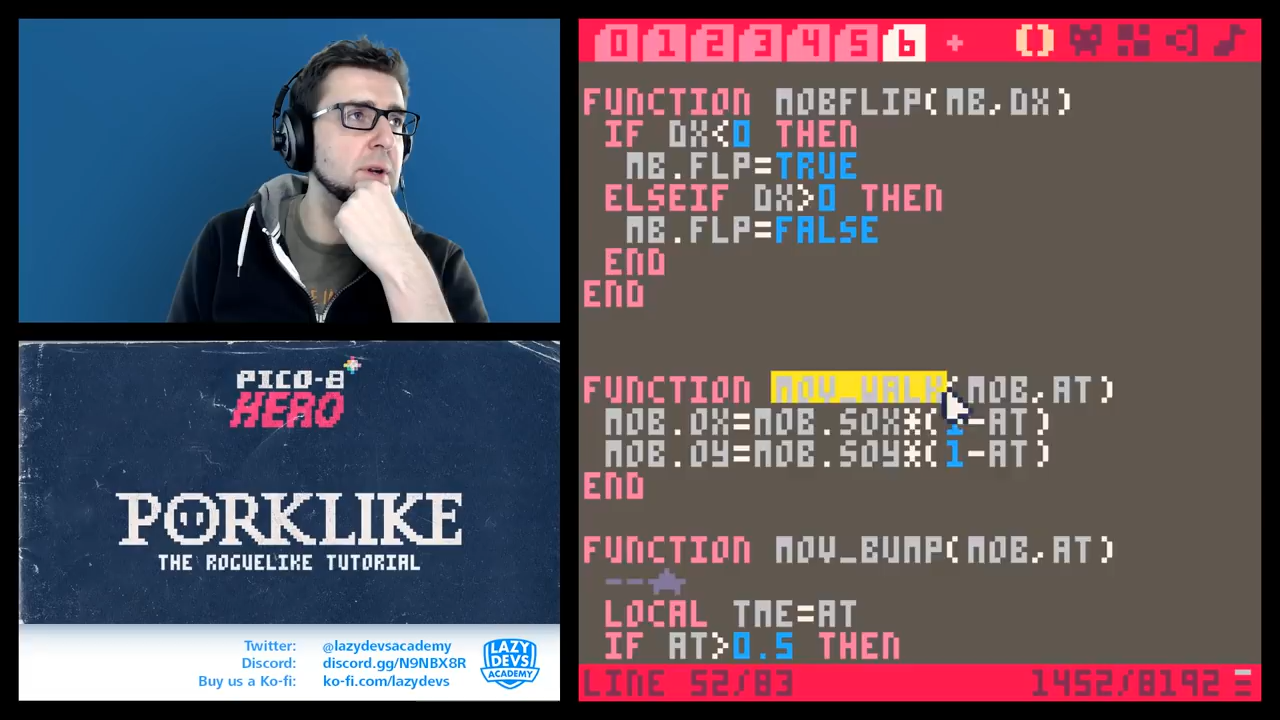 PICO-8
HERO
PORKLIKE
THE ROGUELIKE TUTORIAL
Twitter: @lazydevsacademy
Discord: discord.gg/N9NBX8R
Buy us a Ko-fi: ko-fi.com/lazydevs
LAZY
DEVS
ACADEMY
0 1 2 3 4 5 6 +
FUNCTION MOBFLIP(MB,DX)
IF DX<0 THEN
MB.FLP=TRUE
ELSEIF DX>0 THEN
MB.FLP=FALSE
END
END
FUNCTION MOV_WALK(MOB,AT)
MOB.OX=MOB.SOX*(1-AT)
MOB.OY=MOB.SOY*(1-AT)
END
FUNCTION MOV_BUMP(MOB,AT)
--
LOCAL TME=AT
IF AT>0.5 THEN
LINE 52/83 1452/8192